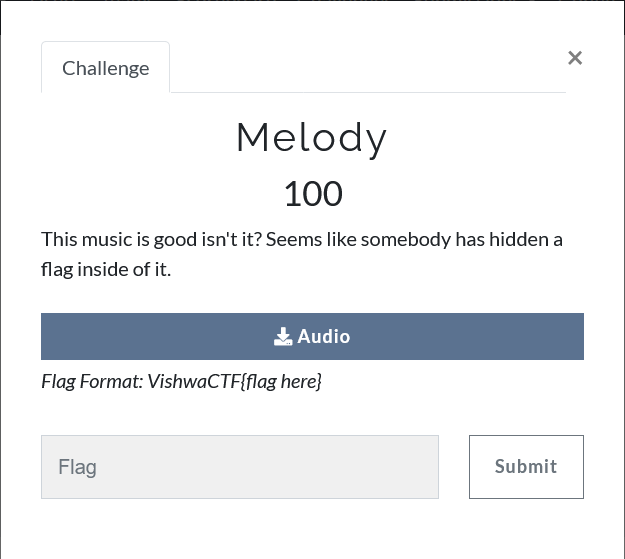 Challenge
×
Melody
100
This music is good isn't it? Seems like somebody has hidden a
flag inside of it.
Audio
Flag Format: VishwaCTF{flag here}
Flag
Submit